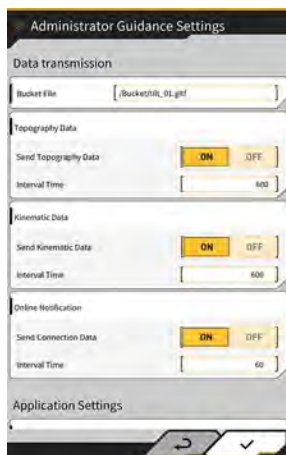 Administrator Guidance Settings
Data transmission
Bucket File [ /Bucket/tilt_01.gltf ]
Topography Data
Send Topography Data [ ON OFF ]
Interval Time [ 600 ]
Kinematic Data
Send Kinematic Data [ ON OFF ]
Interval Time [ 600 ]
Online Notification
Send Connection Data [ ON OFF ]
Interval Time [ 60 ]
Application Settings